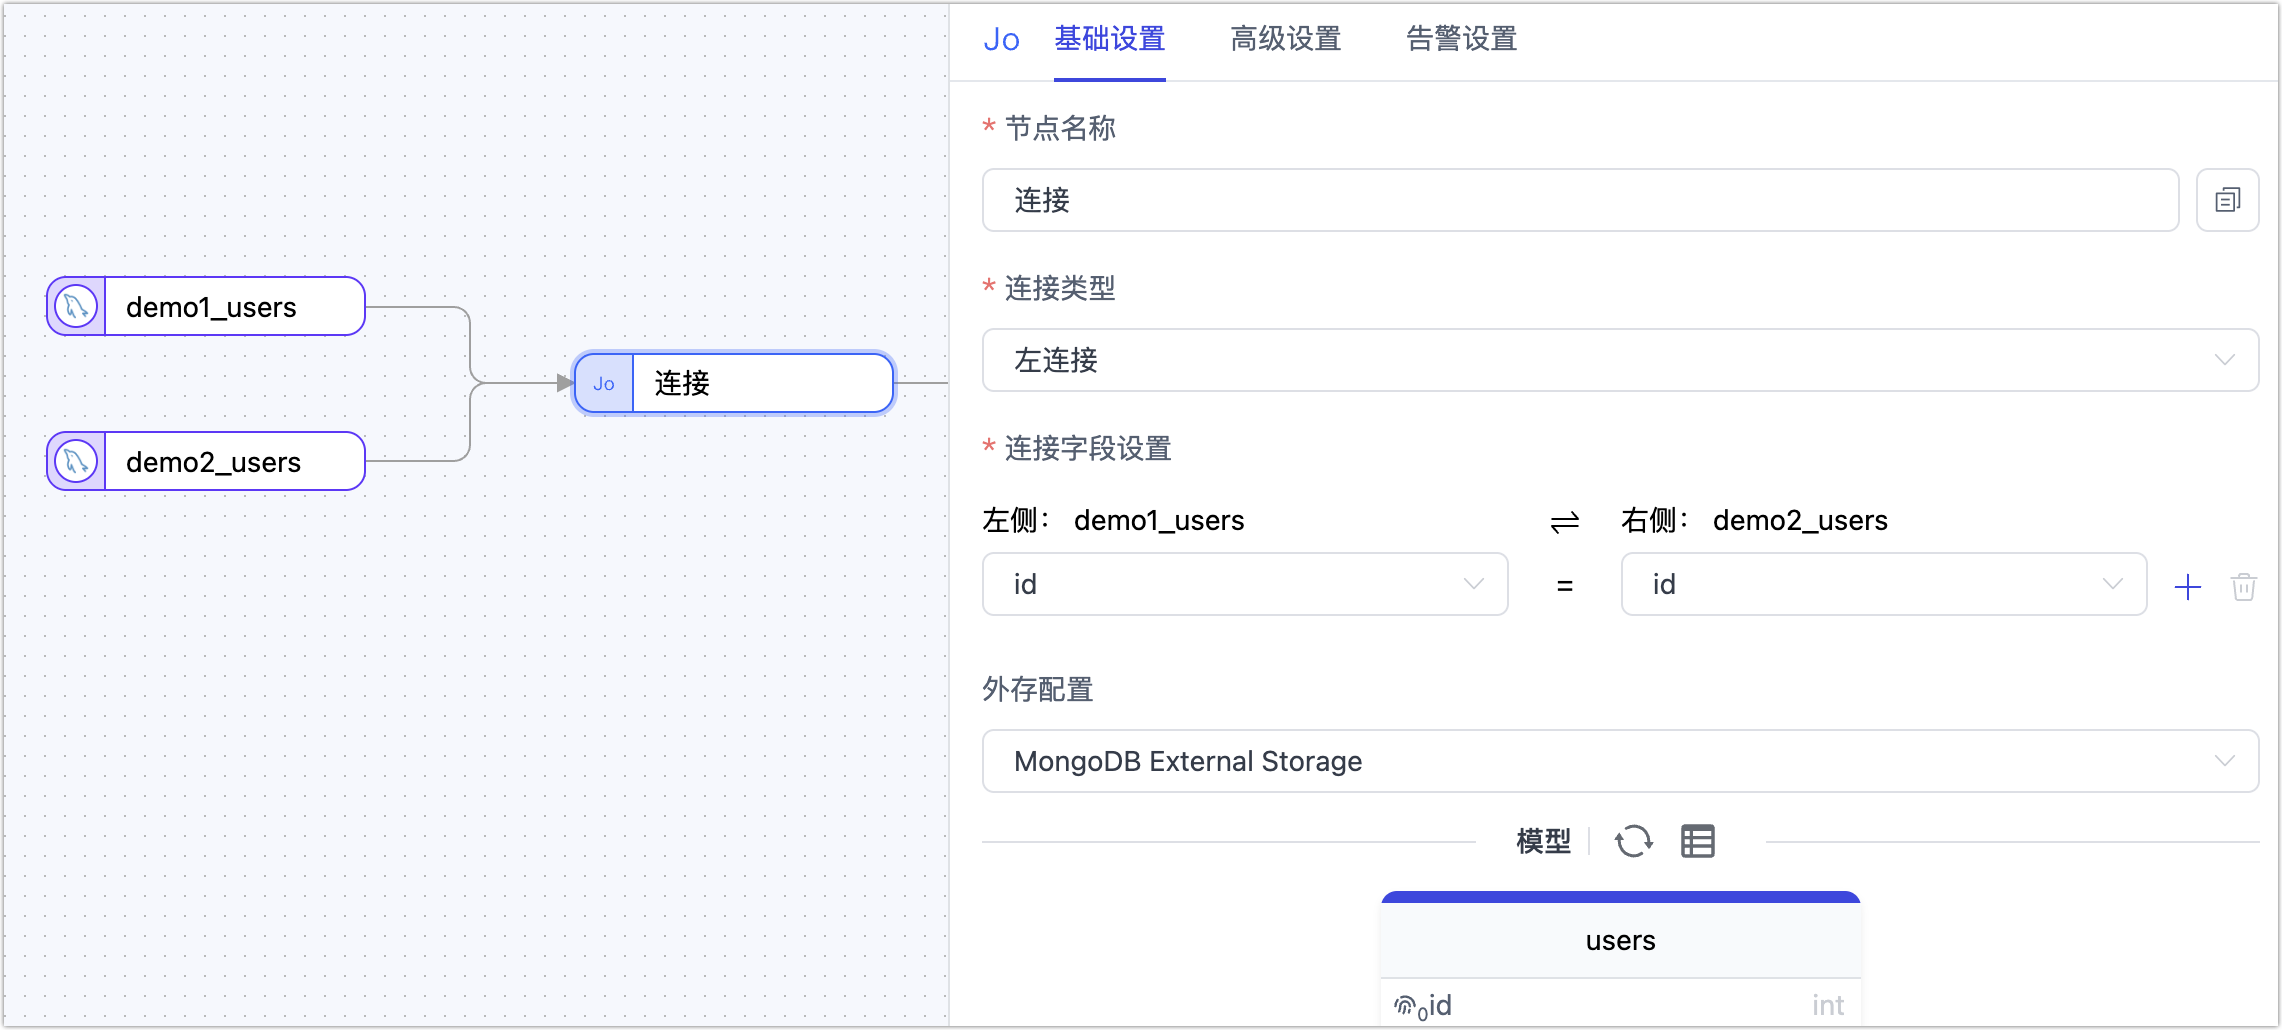 demo1_users
demo2_users
Jo 连接
Jo 基础设置 高级设置 告警设置
* 节点名称
连接
* 连接类型
左连接
* 连接字段设置
左侧： demo1_users ⇌ 右侧： demo2_users
id = id
外存配置
MongoDB External Storage
模型
users
0 id int